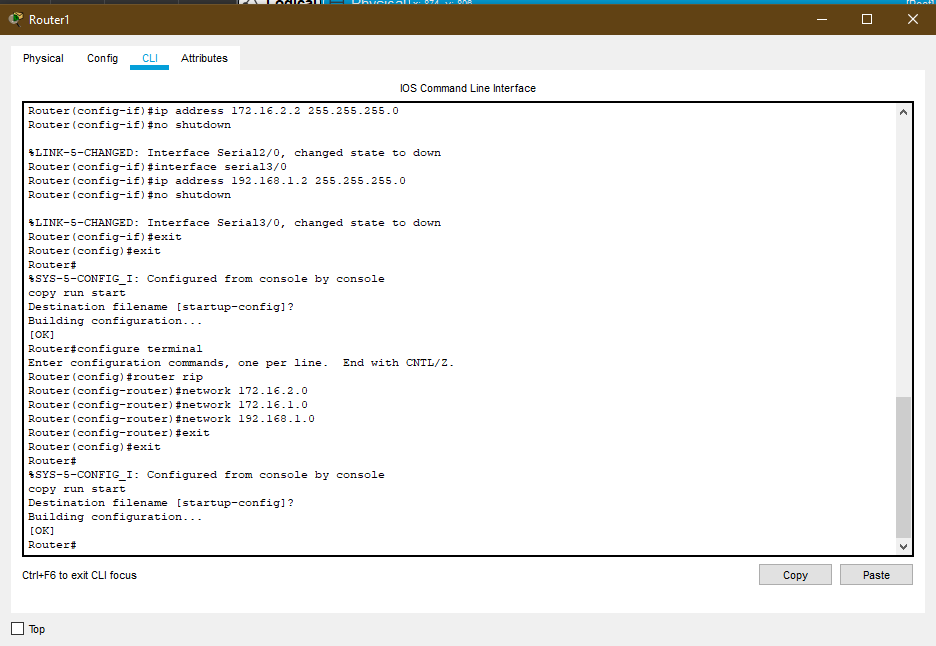 Logical
Physical
x: 874, y: 806
[Root]
Router1
Physical
Config
CLI
Attributes
IOS Command Line Interface
Router(config-if)#ip address 172.16.2.2 255.255.255.0
Router(config-if)#no shutdown
%LINK-5-CHANGED: Interface Serial2/0, changed state to down
Router(config-if)#interface serial3/0
Router(config-if)#ip address 192.168.1.2 255.255.255.0
Router(config-if)#no shutdown
%LINK-5-CHANGED: Interface Serial3/0, changed state to down
Router(config-if)#exit
Router(config)#exit
Router#
%SYS-5-CONFIG_I: Configured from console by console
copy run start
Destination filename [startup-config]?
Building configuration...
[OK]
Router#configure terminal
Enter configuration commands, one per line.  End with CNTL/Z.
Router(config)#router rip
Router(config-router)#network 172.16.2.0
Router(config-router)#network 172.16.1.0
Router(config-router)#network 192.168.1.0
Router(config-router)#exit
Router(config)#exit
Router#
%SYS-5-CONFIG_I: Configured from console by console
copy run start
Destination filename [startup-config]?
Building configuration...
[OK]
Router#
Ctrl+F6 to exit CLI focus
Copy
Paste
Top